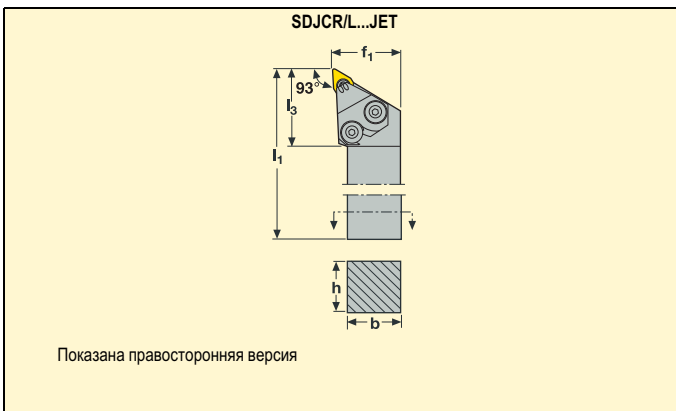 SDJCR/L...JET
f₁
93°
l₃
l₁
h
b
Показана правосторонняя версия